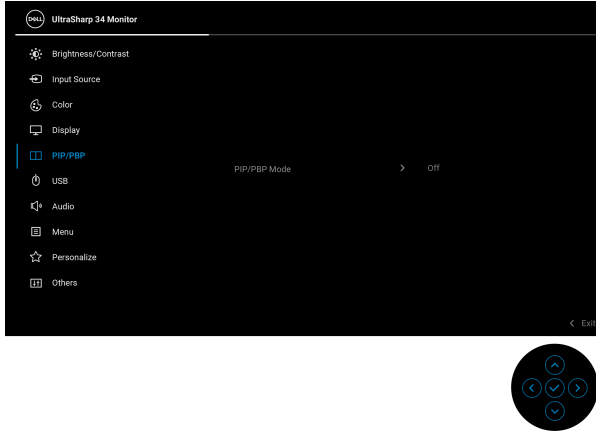 DELL UltraSharp 34 Monitor
Brightness/Contrast
Input Source
Color
Display
PIP/PBP
PIP/PBP Mode Off
USB
Audio
Menu
Personalize
Others
Exit